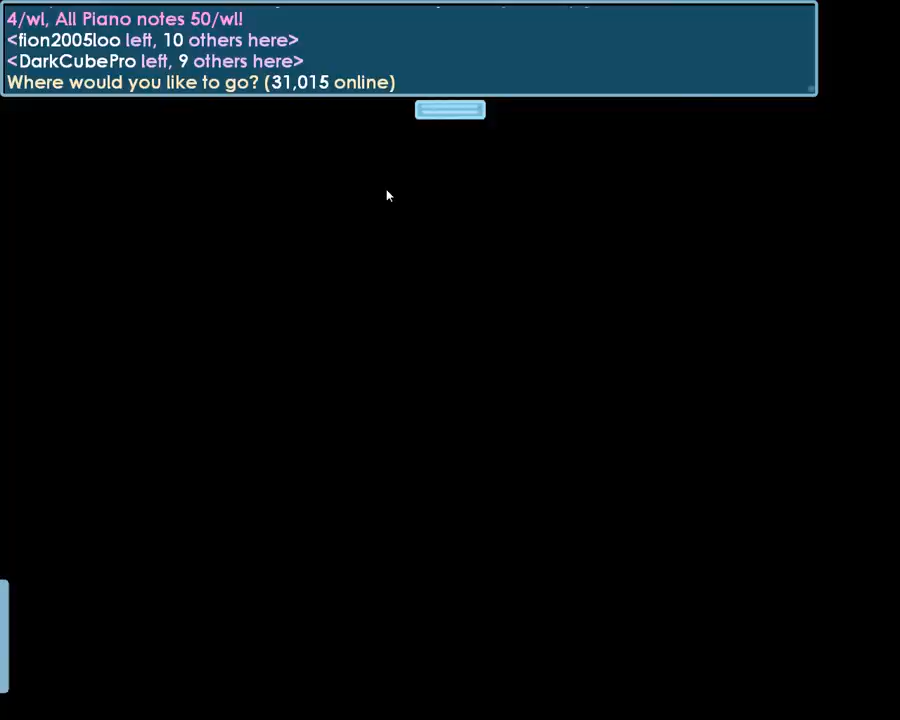 4/wl, All Piano notes 50/wl!
<fion2005loo left, 10 others here>
<DarkCubePro left, 9 others here>
Where would you like to go? (31,015 online)